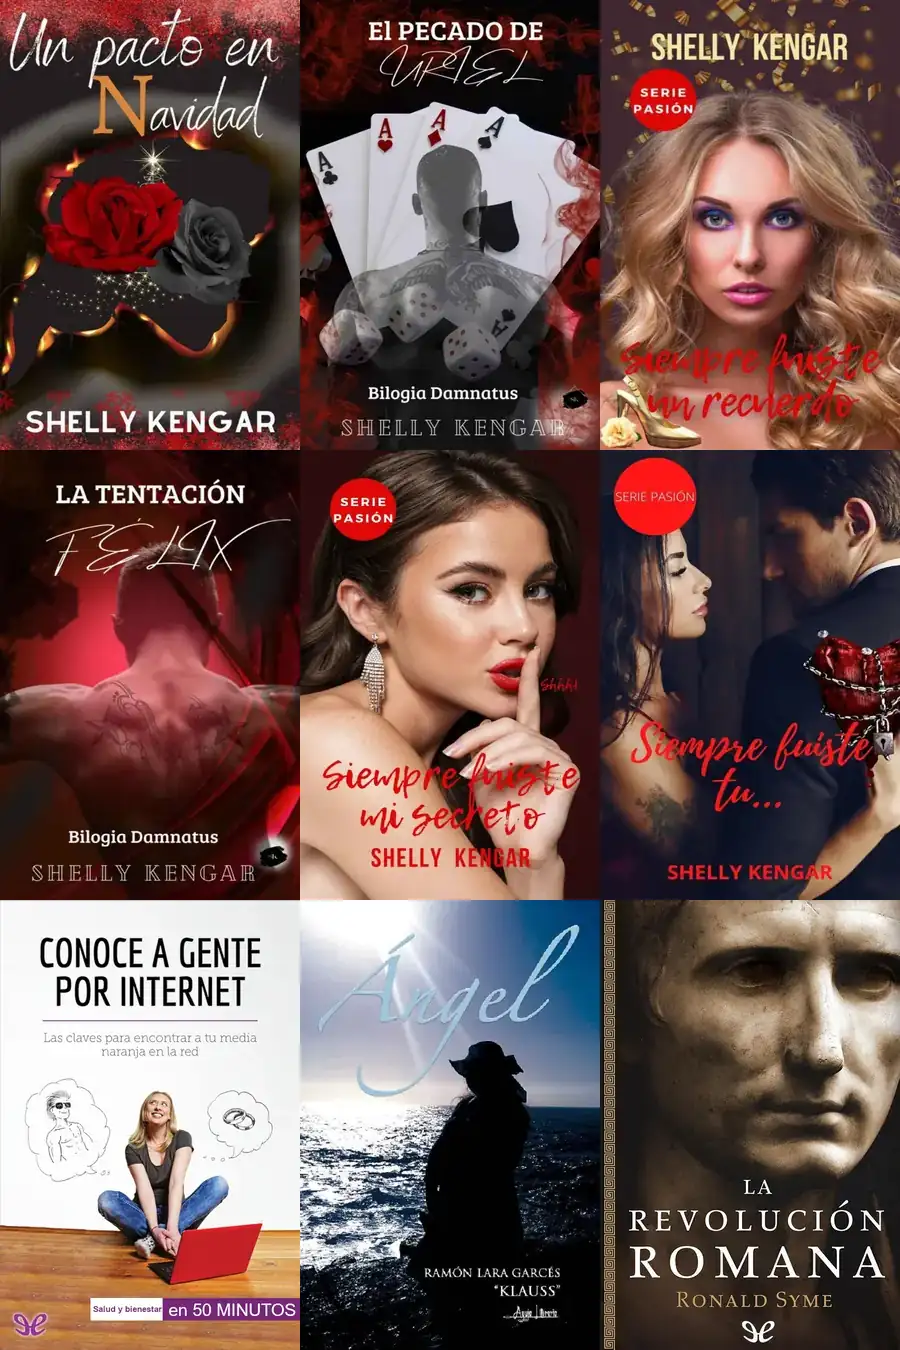 Un pacto en
Navidad
SHELLY KENGAR
El PECADO DE
URIEL
A
A
A
A
A
Bilogia Damnatus
SHELLY KENGAR
SHELLY KENGAR
SERIE
PASIÓN
Siempre fuiste
un recuerdo
LA TENTACIÓN
FÉLIX
Bilogia Damnatus
SHELLY KENGAR
SERIE
PASIÓN
Shhhl
Siempre fuiste
mi secreto
SHELLY KENGAR
SERIE PASIÓN
Siempre fuiste
tu...
SHELLY KENGAR
CONOCE A GENTE
POR INTERNET
Las claves para encontrar a tu media
naranja en la red
Salud y bienestar
en 50 MINUTOS
Ángel
RAMÓN LARA GARCÉS
"KLAUSS"
LA
REVOLUCIÓN
ROMANA
RONALD SYME